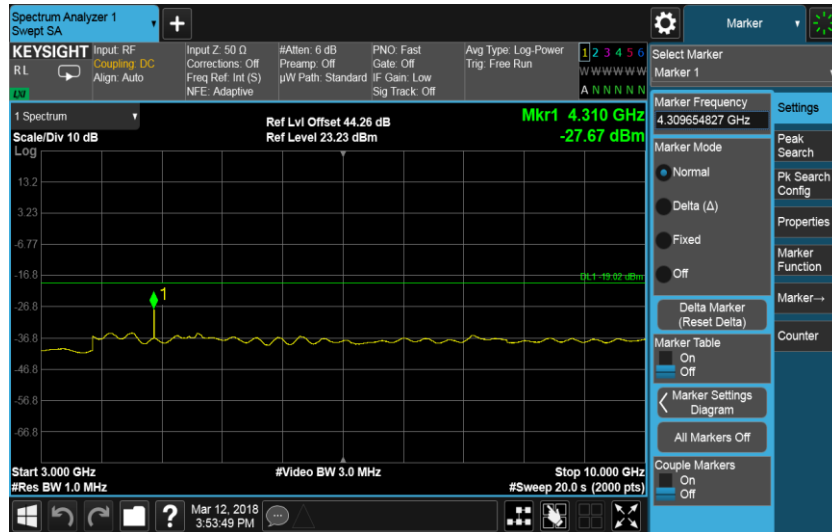 Spectrum Analyzer 1
Swept SA
Marker
KEYSIGHT
RL
LXI
Input: RF
Coupling: DC
Align: Auto
Input Z: 50 Ω
Corrections: Off
Freq Ref: Int (S)
NFE: Adaptive
#Atten: 6 dB
Preamp: Off
µW Path: Standard
PNO: Fast
Gate: Off
IF Gain: Low
Sig Track: Off
Avg Type: Log-Power
Trig: Free Run
1 2 3 4 5 6
W W W W W W
A N N N N N
Select Marker
Marker 1
1 Spectrum
Scale/Div 10 dB
Log
Ref Lvl Offset 44.26 dB
Ref Level 23.23 dBm
Mkr1 4.310 GHz
-27.67 dBm
13.2
3.23
-6.77
-16.8
-26.8
-36.8
-46.8
-56.8
-66.8
DL1 -19.02 dBm
1
Start 3.000 GHz
#Res BW 1.0 MHz
#Video BW 3.0 MHz
Stop 10.000 GHz
#Sweep 20.0 s (2000 pts)
Marker Frequency
4.309654827 GHz
Marker Mode
Normal
Delta (Δ)
Fixed
Off
Delta Marker
(Reset Delta)
Marker Table
On
Off
Marker Settings
Diagram
All Markers Off
Couple Markers
On
Off
Settings
Peak
Search
Pk Search
Config
Properties
Marker
Function
Marker→
Counter
?
Mar 12, 2018
3:53:49 PM